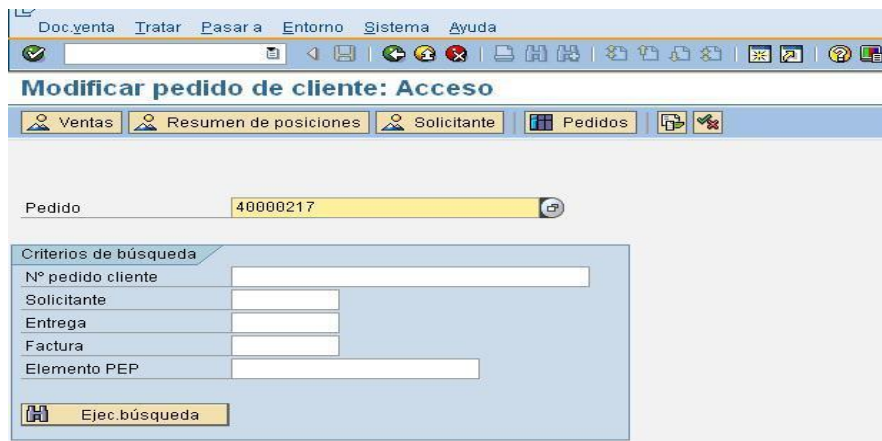 Doc.venta Tratar Pasar a Entorno Sistema Ayuda
Modificar pedido de cliente: Acceso
Ventas Resumen de posiciones Solicitante Pedidos
Pedido 40000217
Criterios de búsqueda
Nº pedido cliente
Solicitante
Entrega
Factura
Elemento PEP
Ejec.búsqueda